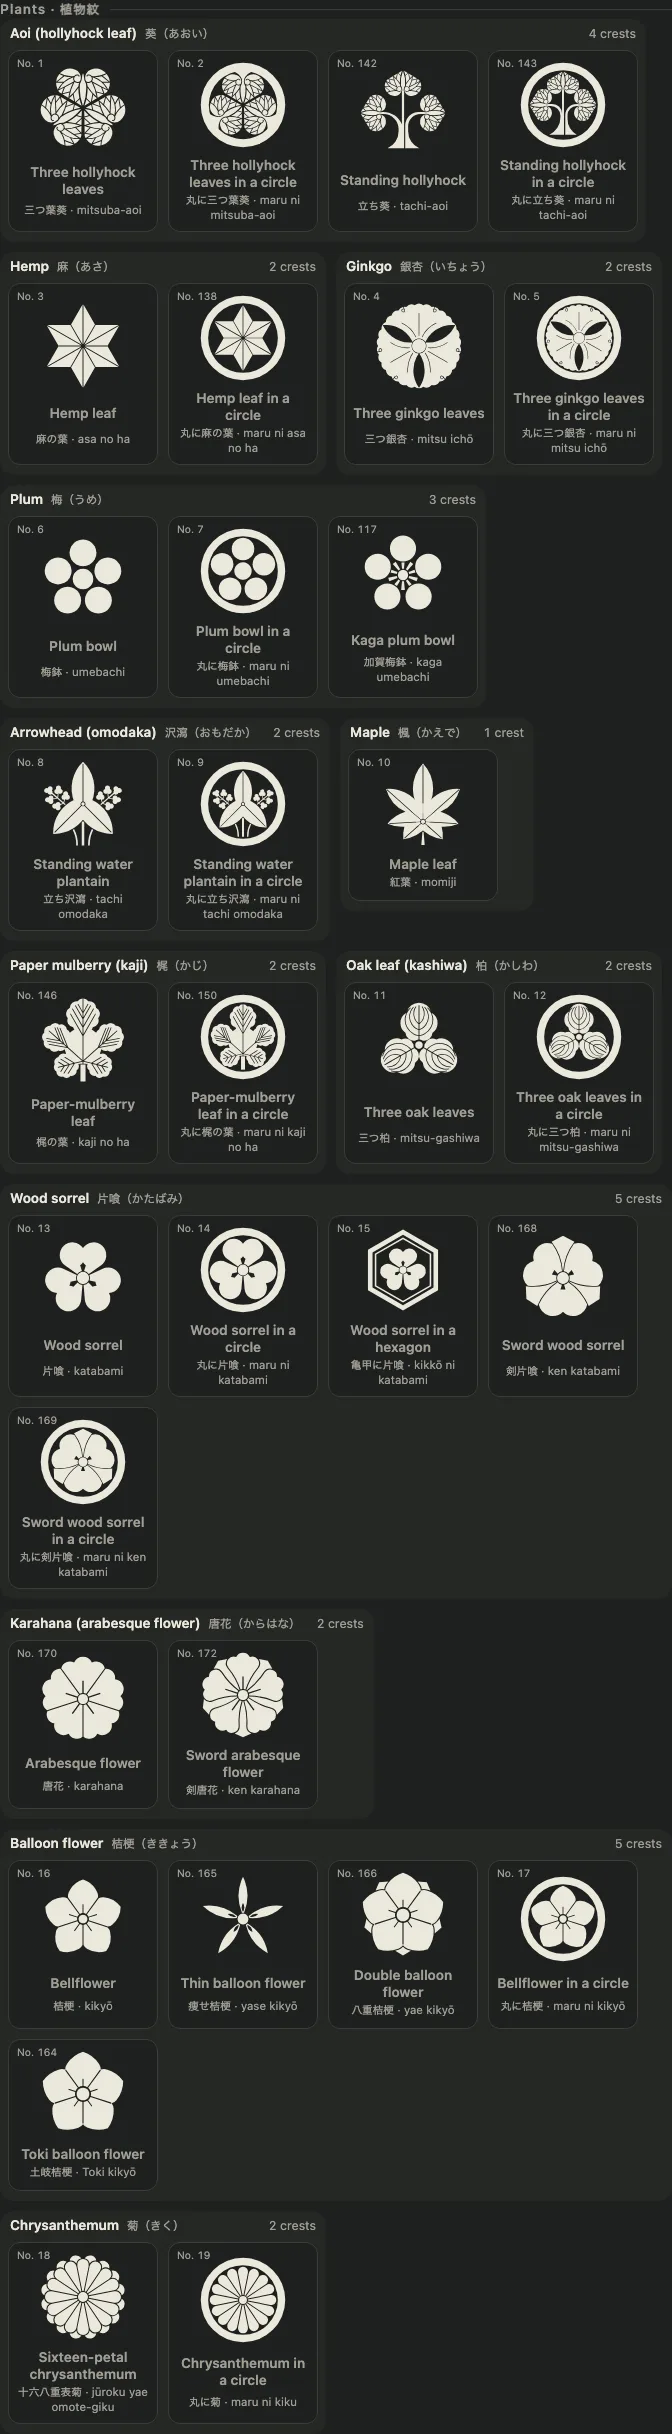 Plants · 植物紋
Aoi (hollyhock leaf) 葵（あおい） 4 crests
No. 1
Three hollyhock
leaves
三つ葉葵 · mitsuba-aoi
No. 2
Three hollyhock
leaves in a circle
丸に三つ葉葵 · maru ni
mitsuba-aoi
No. 142
Standing hollyhock
立ち葵 · tachi-aoi
No. 143
Standing hollyhock
in a circle
丸に立ち葵 · maru ni
tachi-aoi
Hemp 麻（あさ） 2 crests
No. 3
Hemp leaf
麻の葉 · asa no ha
No. 138
Hemp leaf in a
circle
丸に麻の葉 · maru ni asa
no ha
Ginkgo 銀杏（いちょう） 2 crests
No. 4
Three ginkgo leaves
三つ銀杏 · mitsu ichō
No. 5
Three ginkgo leaves
in a circle
丸に三つ銀杏 · maru ni
mitsu ichō
Plum 梅（うめ） 3 crests
No. 6
Plum bowl
梅鉢 · umebachi
No. 7
Plum bowl in a
circle
丸に梅鉢 · maru ni
umebachi
No. 117
Kaga plum bowl
加賀梅鉢 · kaga
umebachi
Arrowhead (omodaka) 沢瀉（おもだか） 2 crests
No. 8
Standing water
plantain
立ち沢瀉 · tachi
omodaka
No. 9
Standing water
plantain in a circle
丸に立ち沢瀉 · maru ni
tachi omodaka
Maple 楓（かえで） 1 crest
No. 10
Maple leaf
紅葉 · momiji
Paper mulberry (kaji) 梶（かじ） 2 crests
No. 146
Paper-mulberry
leaf
梶の葉 · kaji no ha
No. 150
Paper-mulberry
leaf in a circle
丸に梶の葉 · maru ni kaji
no ha
Oak leaf (kashiwa) 柏（かしわ） 2 crests
No. 11
Three oak leaves
三つ柏 · mitsu-gashiwa
No. 12
Three oak leaves in
a circle
丸に三つ柏 · maru ni
mitsu-gashiwa
Wood sorrel 片喰（かたばみ） 5 crests
No. 13
Wood sorrel
片喰 · katabami
No. 14
Wood sorrel in a
circle
丸に片喰 · maru ni
katabami
No. 15
Wood sorrel in a
hexagon
亀甲に片喰 · kikkō ni
katabami
No. 168
Sword wood sorrel
剣片喰 · ken katabami
No. 169
Sword wood sorrel
in a circle
丸に剣片喰 · maru ni ken
katabami
Karahana (arabesque flower) 唐花（からはな） 2 crests
No. 170
Arabesque flower
唐花 · karahana
No. 172
Sword arabesque
flower
剣唐花 · ken karahana
Balloon flower 桔梗（ききょう） 5 crests
No. 16
Bellflower
桔梗 · kikyō
No. 165
Thin balloon flower
痩せ桔梗 · yase kikyō
No. 166
Double balloon
flower
八重桔梗 · yae kikyō
No. 17
Bellflower in a circle
丸に桔梗 · maru ni kikyō
No. 164
Toki balloon flower
土岐桔梗 · Toki kikyō
Chrysanthemum 菊（きく） 2 crests
No. 18
Sixteen-petal
chrysanthemum
十六八重表菊 · jūroku yae
omote-giku
No. 19
Chrysanthemum in
a circle
丸に菊 · maru ni kiku